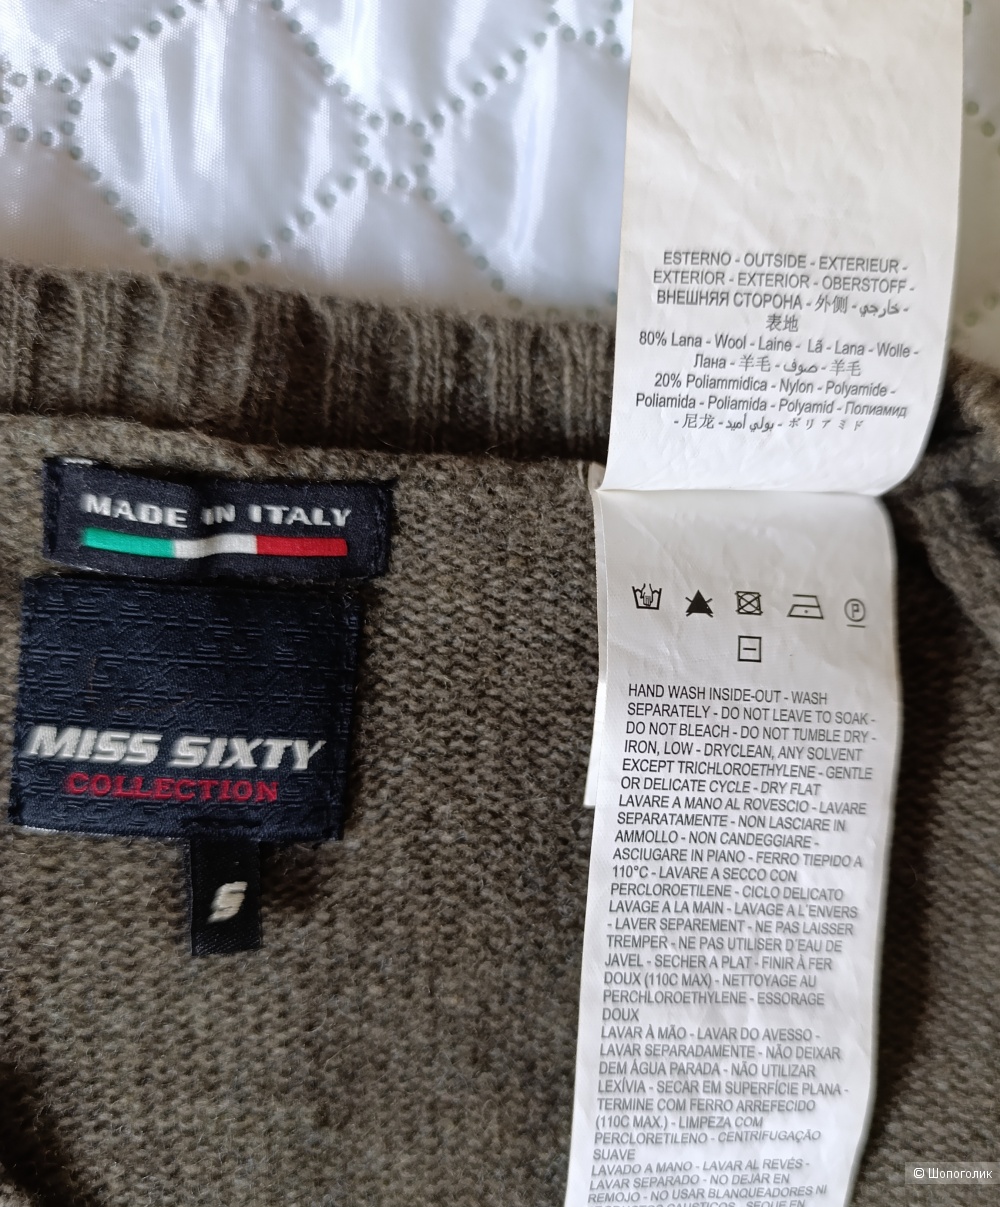 ESTERNO - OUTSIDE - EXTERIEUR -
EXTERIOR - EXTERIOR - OBERSTOFF -
ВНЕШНЯЯ СТОРОНА - 外侧 - خارجي -
表地
80% Lana - Wool - Laine - Lã - Lana - Wolle -
Лана - 羊毛 - صوف - 羊毛
20% Poliammidica - Nylon - Polyamide -
Poliamida - Poliamida - Polyamid - Полиамид
- 尼龙 - بولي أميد - ポリアミド
MADE IN ITALY
MISS SIXTY
COLLECTION
S
P
HAND WASH INSIDE-OUT - WASH
SEPARATELY - DO NOT LEAVE TO SOAK -
DO NOT BLEACH - DO NOT TUMBLE DRY -
IRON, LOW - DRYCLEAN, ANY SOLVENT
EXCEPT TRICHLOROETHYLENE - GENTLE
OR DELICATE CYCLE - DRY FLAT
LAVARE A MANO AL ROVESCIO - LAVARE
SEPARATAMENTE - NON LASCIARE IN
AMMOLLO - NON CANDEGGIARE -
ASCIUGARE IN PIANO - FERRO TIEPIDO A
110°C - LAVARE A SECCO CON
PERCLOROETILENE - CICLO DELICATO
LAVAGE A LA MAIN - LAVAGE A L'ENVERS
- LAVER SEPAREMENT - NE PAS LAISSER
TREMPER - NE PAS UTILISER D'EAU DE
JAVEL - SECHER A PLAT - FINIR À FER
DOUX (110C MAX) - NETTOYAGE AU
PERCHLOROETHYLENE - ESSORAGE
DOUX
LAVAR À MÃO - LAVAR DO AVESSO -
LAVAR SEPARADAMENTE - NÃO DEIXAR
DEM ÁGUA PARADA - NÃO UTILIZAR
LEXÍVIA - SECAR EM SUPERFÍCIE PLANA -
TERMINE COM FERRO ARREFECIDO
(110C MAX.) - LIMPEZA COM
PERCLORETILENO - CENTRIFUGAÇÃO
SUAVE
LAVADO A MANO - LAVAR AL REVÉS -
LAVAR SEPARADO - NO DEJAR EN
REMOJO - NO USAR BLANQUEADORES NI
© Шопоголик